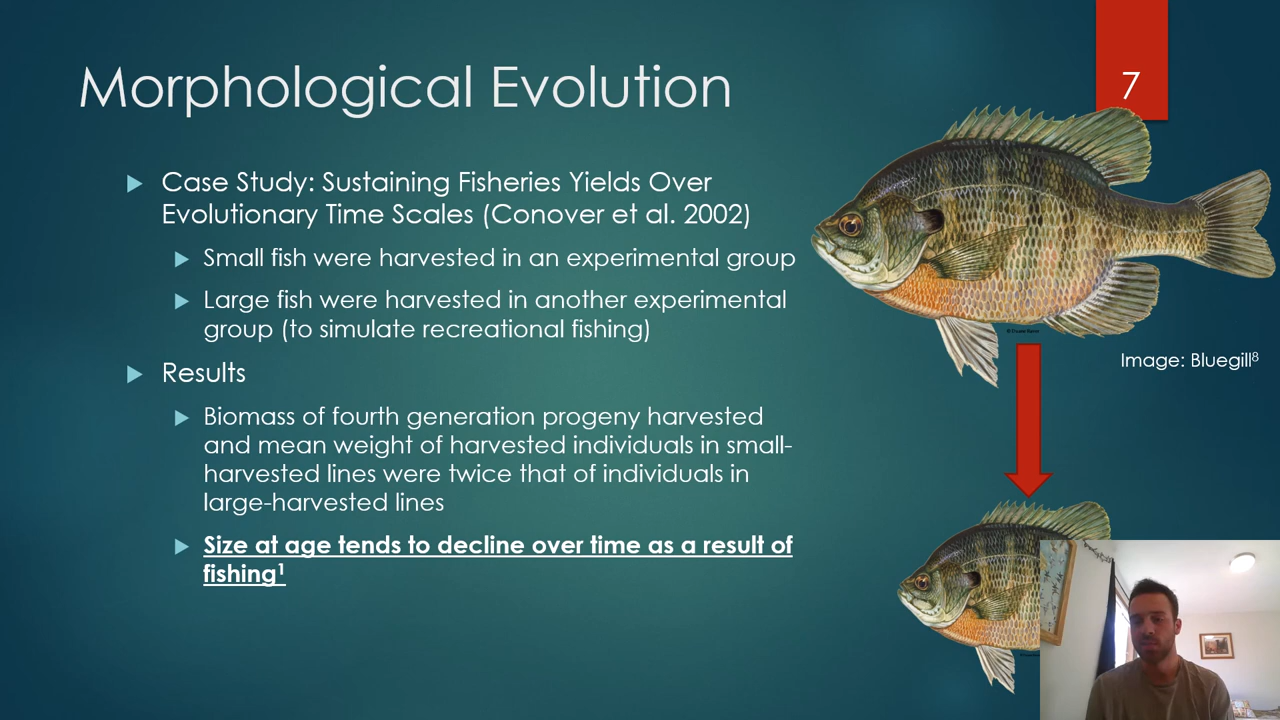 Morphological Evolution
7
Case Study: Sustaining Fisheries Yields Over
Evolutionary Time Scales (Conover et al. 2002)
Small fish were harvested in an experimental group
Large fish were harvested in another experimental
group (to simulate recreational fishing)
Results
Biomass of fourth generation progeny harvested
and mean weight of harvested individuals in small-
harvested lines were twice that of individuals in
large-harvested lines
Size at age tends to decline over time as a result of
fishing¹
Image: Bluegill⁸